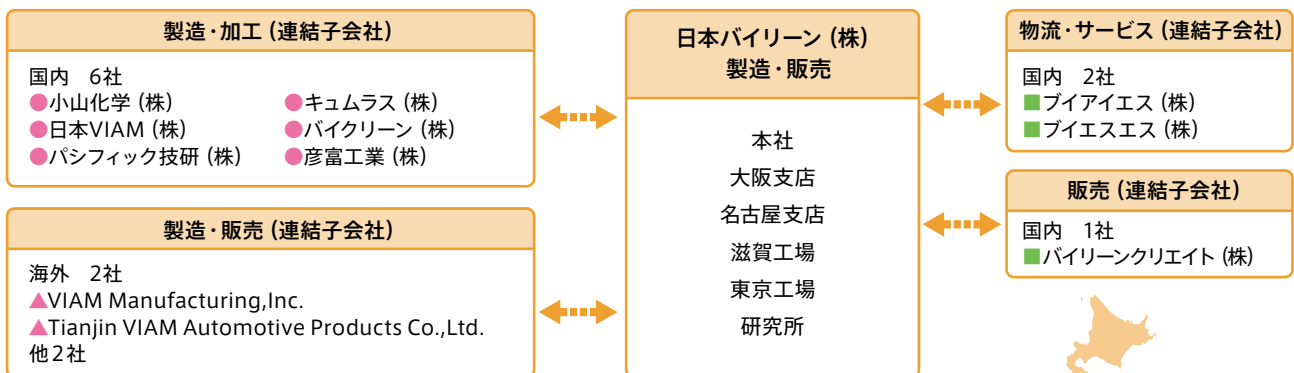 製造・加工（連結子会社）
国内　6社
●小山化学（株）
●キュムラス（株）
●日本VIAM（株）
●バイクリーン（株）
●パシフィック技研（株）
●彦富工業（株）
製造・販売（連結子会社）
海外　2社
▲VIAM Manufacturing,Inc.
▲Tianjin VIAM Automotive Products Co.,Ltd.
他2社
日本バイリーン（株）
製造・販売
本社
大阪支店
名古屋支店
滋賀工場
東京工場
研究所
物流・サービス（連結子会社）
国内　2社
■ブイアイエス（株）
■ブイエスエス（株）
販売（連結子会社）
国内　1社
■バイリーンクリエイト（株）